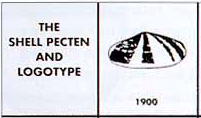 THE
SHELL PECTEN
AND
LOGOTYPE
1900